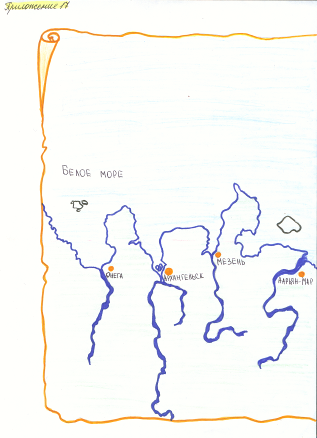 Приложение 17
БЕЛОЕ МОРЕ
МЕЗЕНЬ
ОНЕГА
АРХАНГЕЛЬСК
НАРЬЯН-МАР